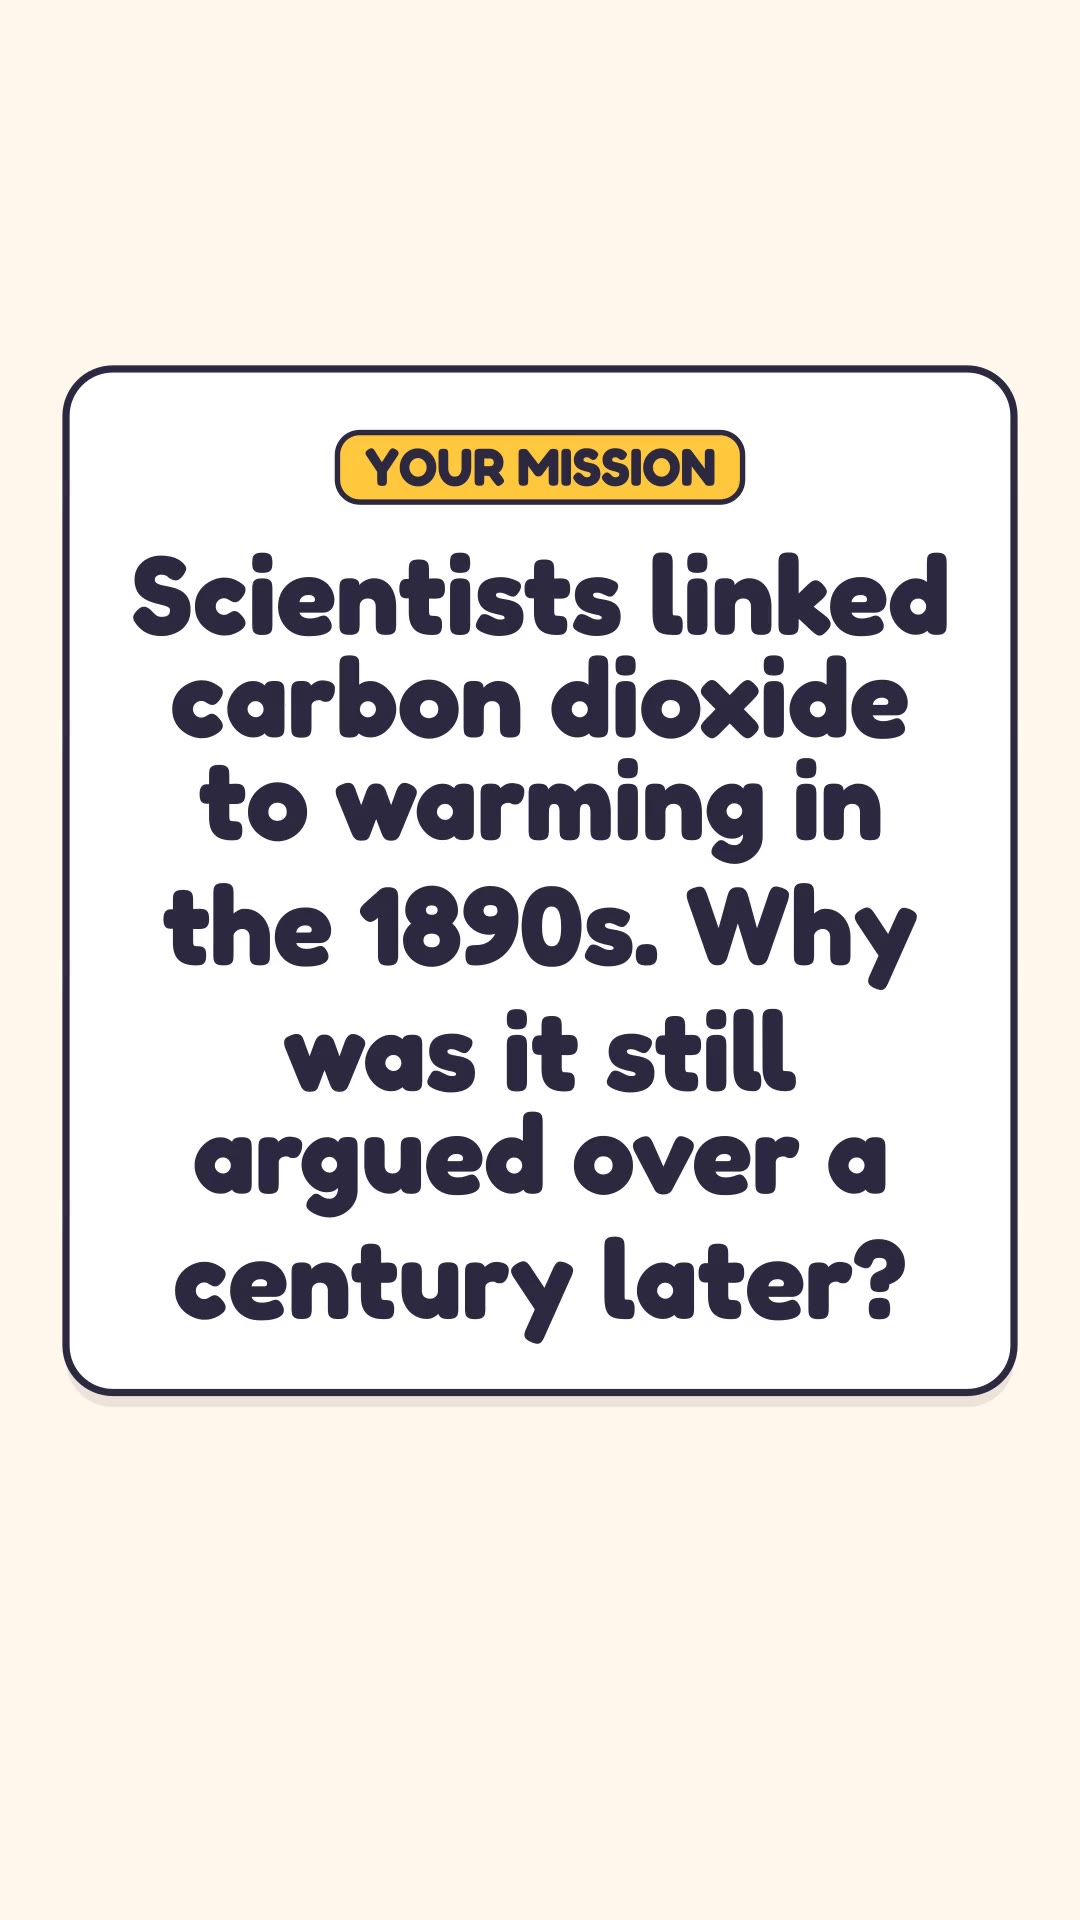 YOUR MISSION
Scientists linked
carbon dioxide
to warming in
the 1890s. Why
was it still
argued over a
century later?